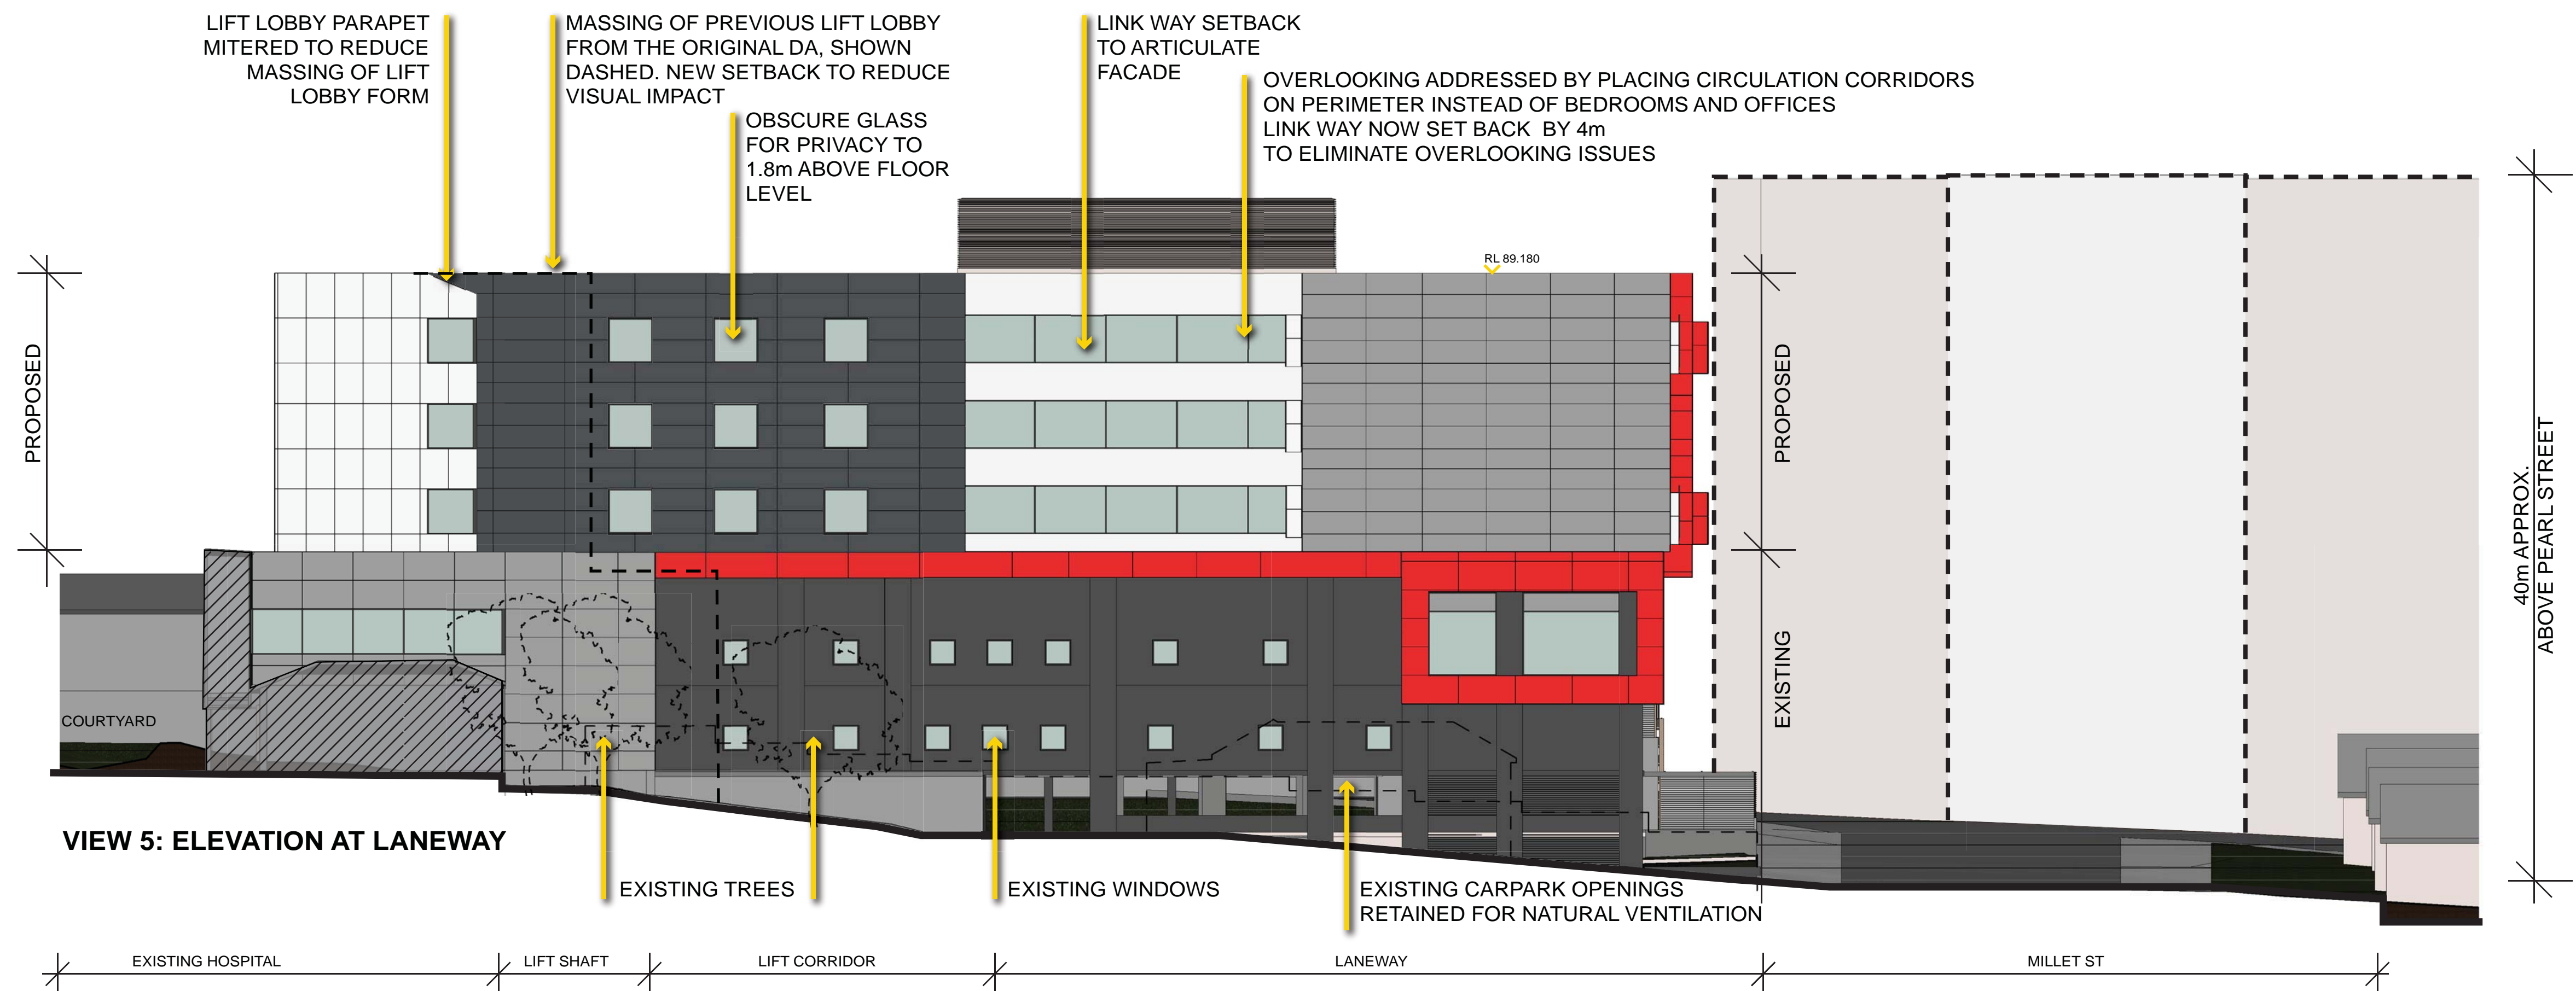 LIFT LOBBY PARAPET
MITERED TO REDUCE
MASSING OF LIFT
LOBBY FORM
MASSING OF PREVIOUS LIFT LOBBY
FROM THE ORIGINAL DA, SHOWN
DASHED. NEW SETBACK TO REDUCE
VISUAL IMPACT
OBSCURE GLASS
FOR PRIVACY TO
1.8m ABOVE FLOOR
LEVEL
LINK WAY SETBACK
TO ARTICULATE
FACADE
OVERLOOKING ADDRESSED BY PLACING CIRCULATION CORRIDORS
ON PERIMETER INSTEAD OF BEDROOMS AND OFFICES
LINK WAY NOW SET BACK BY 4m
TO ELIMINATE OVERLOOKING ISSUES
RL 89.180
PROPOSED
PROPOSED
EXISTING
40m APPROX.
ABOVE PEARL STREET
COURTYARD
VIEW 5: ELEVATION AT LANEWAY
EXISTING TREES
EXISTING WINDOWS
EXISTING CARPARK OPENINGS
RETAINED FOR NATURAL VENTILATION
EXISTING HOSPITAL
LIFT SHAFT
LIFT CORRIDOR
LANEWAY
MILLET ST